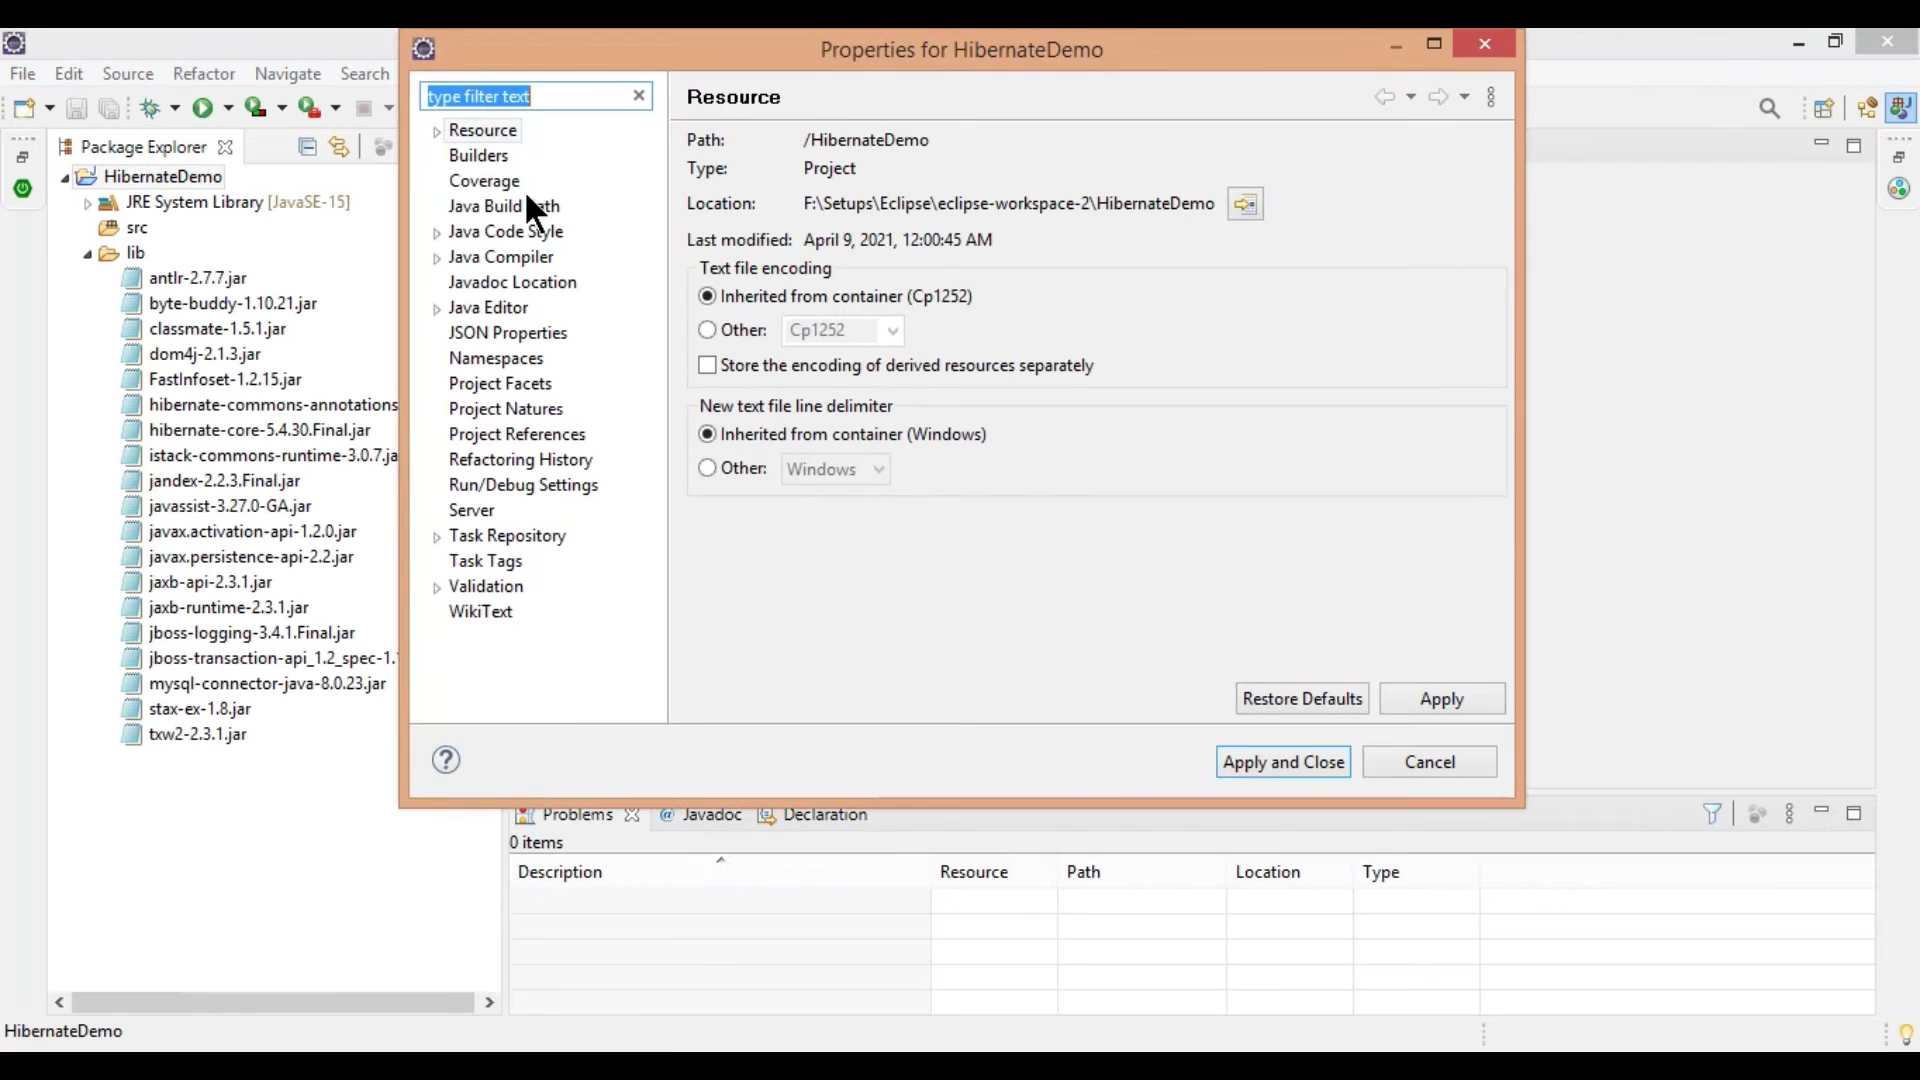 Properties for HibernateDemo
File Edit Source Refactor Navigate Search
Package Explorer
HibernateDemo
JRE System Library [JavaSE-15]
src
lib
antlr-2.7.7.jar
byte-buddy-1.10.21.jar
classmate-1.5.1.jar
dom4j-2.1.3.jar
FastInfoset-1.2.15.jar
hibernate-commons-annotations
hibernate-core-5.4.30.Final.jar
istack-commons-runtime-3.0.7.ja
jandex-2.2.3.Final.jar
javassist-3.27.0-GA.jar
javax.activation-api-1.2.0.jar
javax.persistence-api-2.2.jar
jaxb-api-2.3.1.jar
jaxb-runtime-2.3.1.jar
jboss-logging-3.4.1.Final.jar
jboss-transaction-api_1.2_spec-1.
mysql-connector-java-8.0.23.jar
stax-ex-1.8.jar
txw2-2.3.1.jar
type filter text
Resource
Builders
Coverage
Java Build Path
Java Code Style
Java Compiler
Javadoc Location
Java Editor
JSON Properties
Namespaces
Project Facets
Project Natures
Project References
Refactoring History
Run/Debug Settings
Server
Task Repository
Task Tags
Validation
WikiText
Resource
Path: /HibernateDemo
Type: Project
Location: F:\Setups\Eclipse\eclipse-workspace-2\HibernateDemo
Last modified: April 9, 2021, 12:00:45 AM
Text file encoding
Inherited from container (Cp1252)
Other: Cp1252
Store the encoding of derived resources separately
New text file line delimiter
Inherited from container (Windows)
Other: Windows
Restore Defaults Apply
Apply and Close Cancel
Problems @ Javadoc Declaration
0 items
Description Resource Path Location Type
HibernateDemo